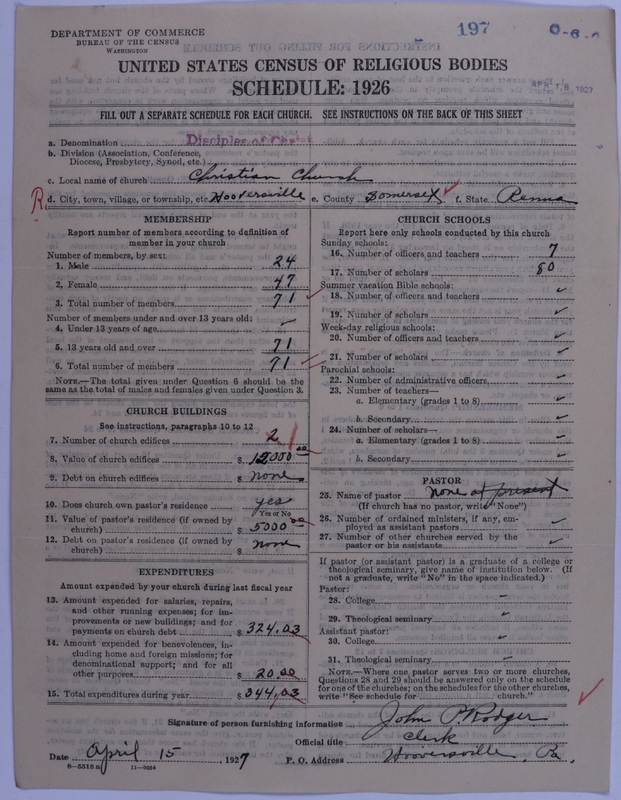 197
0-6-0
DEPARTMENT OF COMMERCE
BUREAU OF THE CENSUS
WASHINGTON
APR 18 1927
UNITED STATES CENSUS OF RELIGIOUS BODIES
SCHEDULE: 1926
FILL OUT A SEPARATE SCHEDULE FOR EACH CHURCH. SEE INSTRUCTIONS ON THE BACK OF THIS SHEET
a. Denomination Disciples of Christ
b. Division (Association, Conference,
Diocese, Presbytery, Synod, etc.)
c. Local name of church Christian Church
R d. City, town, village, or township, etc. Hooversville e. County Somerset ✓ f. State Penna
MEMBERSHIP
Report number of members according to definition of
member in your church
Number of members, by sex:
1. Male 24
2. Female 47
3. Total number of members 71 ✓
Number of members under and over 13 years old:
4. Under 13 years of age ✓
5. 13 years old and over 71
6. Total number of members 71
NOTE.—The total given under Question 6 should be the
same as the total of males and females given under Question 3.
CHURCH BUILDINGS
See instructions, paragraphs 10 to 12
7. Number of church edifices 2 1
8. Value of church edifices $ 12000.00
9. Debt on church edifices $ none
10. Does church own pastor's residence yes
Yes or No
11. Value of pastor's residence (if owned by
church) $ 5000.00
12. Debt on pastor's residence (if owned by
church) $ none
EXPENDITURES
Amount expended by your church during last fiscal year
13. Amount expended for salaries, repairs,
and other running expenses; for im-
provements or new buildings; and for
payments on church debt $ 324.03
14. Amount expended for benevolences, in-
cluding home and foreign missions; for
denominational support; and for all
other purposes $ 20.00
15. Total expenditures during year $ 344.03
CHURCH SCHOOLS
Report here only schools conducted by this church
Sunday schools:
16. Number of officers and teachers 7
17. Number of scholars 80
Summer vacation Bible schools:
18. Number of officers and teachers ✓
19. Number of scholars ✓
Week-day religious schools:
20. Number of officers and teachers ✓
21. Number of scholars ✓
Parochial schools:
22. Number of administrative officers ✓
23. Number of teachers—
a. Elementary (grades 1 to 8) ✓
b. Secondary ✓
24. Number of scholars—
a. Elementary (grades 1 to 8) ✓
b. Secondary ✓
PASTOR
25. Name of pastor none at present
(If church has no pastor, write "None")
26. Number of ordained ministers, if any, em-
ployed as assistant pastors ✓
27. Number of other churches served by the
pastor or his assistants ✓
If pastor (or assistant pastor) is a graduate of a college or
theological seminary, give name of institution below. (If
not a graduate, write "No" in the space indicated.)
Pastor:
28. College
29. Theological seminary
Assistant pastor:
30. College
31. Theological seminary
NOTE.—Where one pastor serves two or more churches,
Questions 28 and 29 should be answered only on the schedule
for one of the churches; on the schedules for the other churches,
write "See schedule for church."
Signature of person furnishing information John P. Rodger
Official title Clerk
Date April 15 1927 P. O. Address Hooversville, Pa.
8-5518 a 11-9264